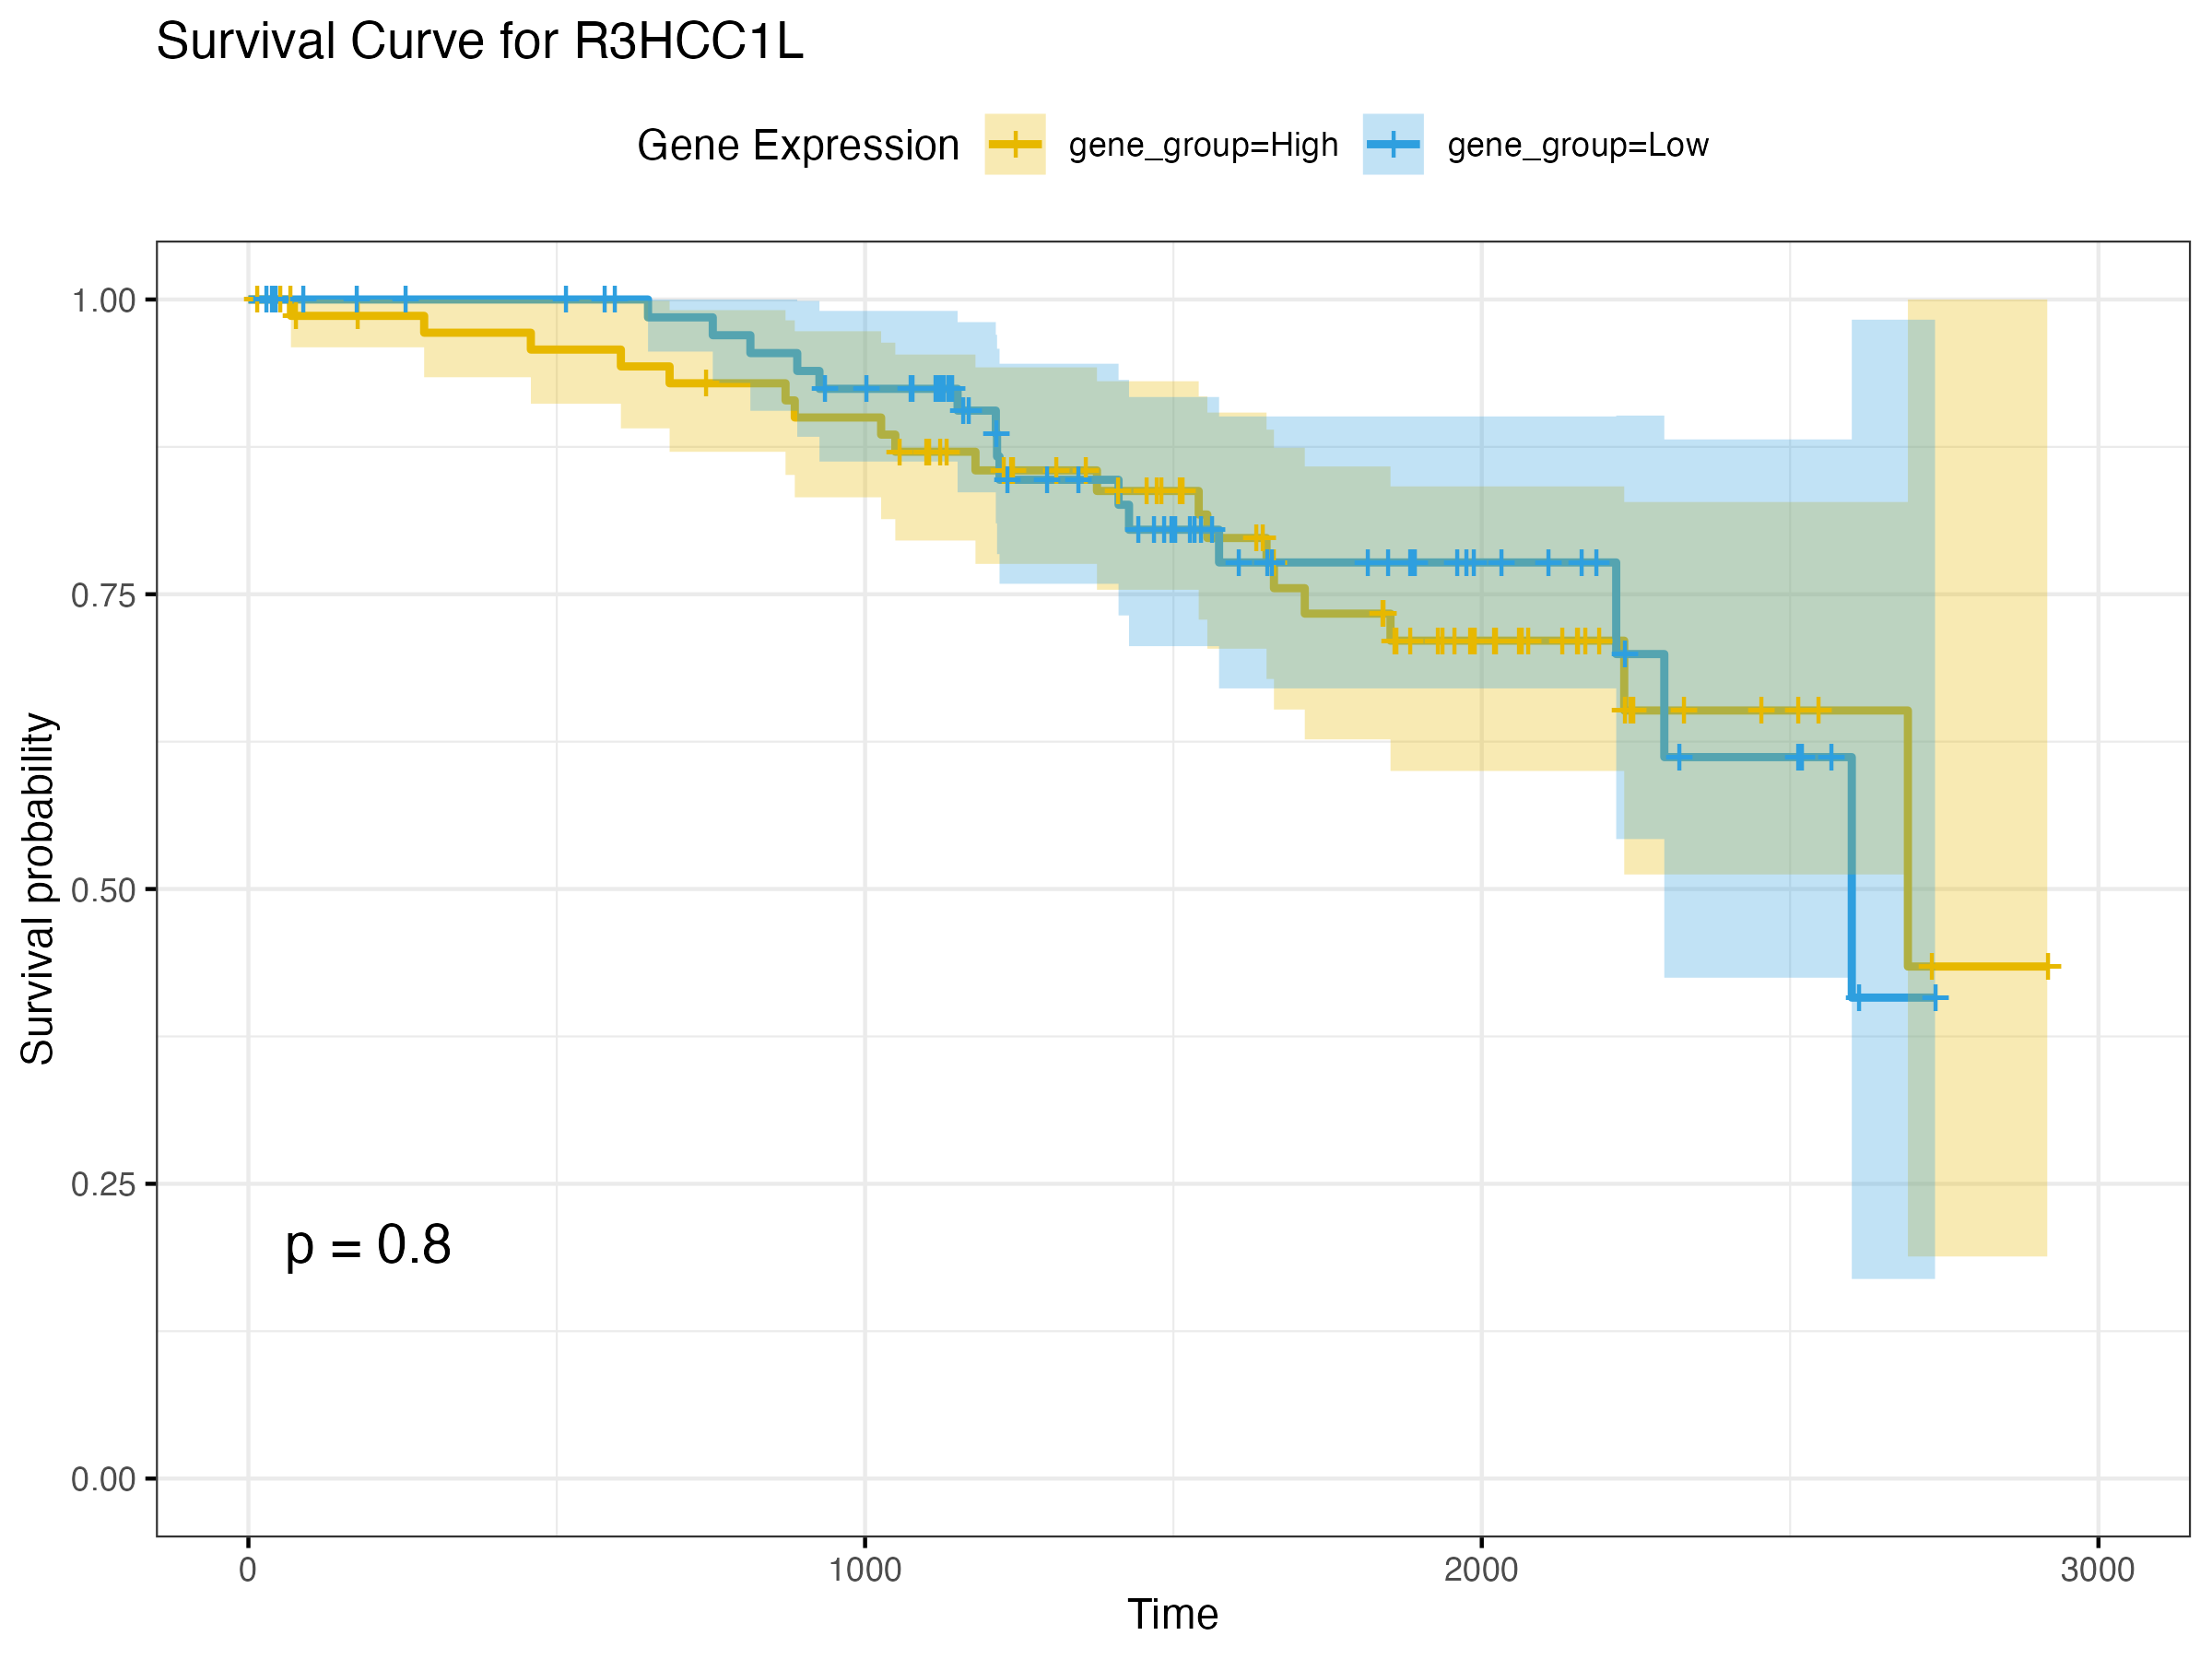 Survival Curve for R3HCC1L
Gene Expression gene_group=High gene_group=Low
1.00
0.75
0.50
0.25
0.00
Survival probability
p = 0.8
0 1000 2000 3000
Time